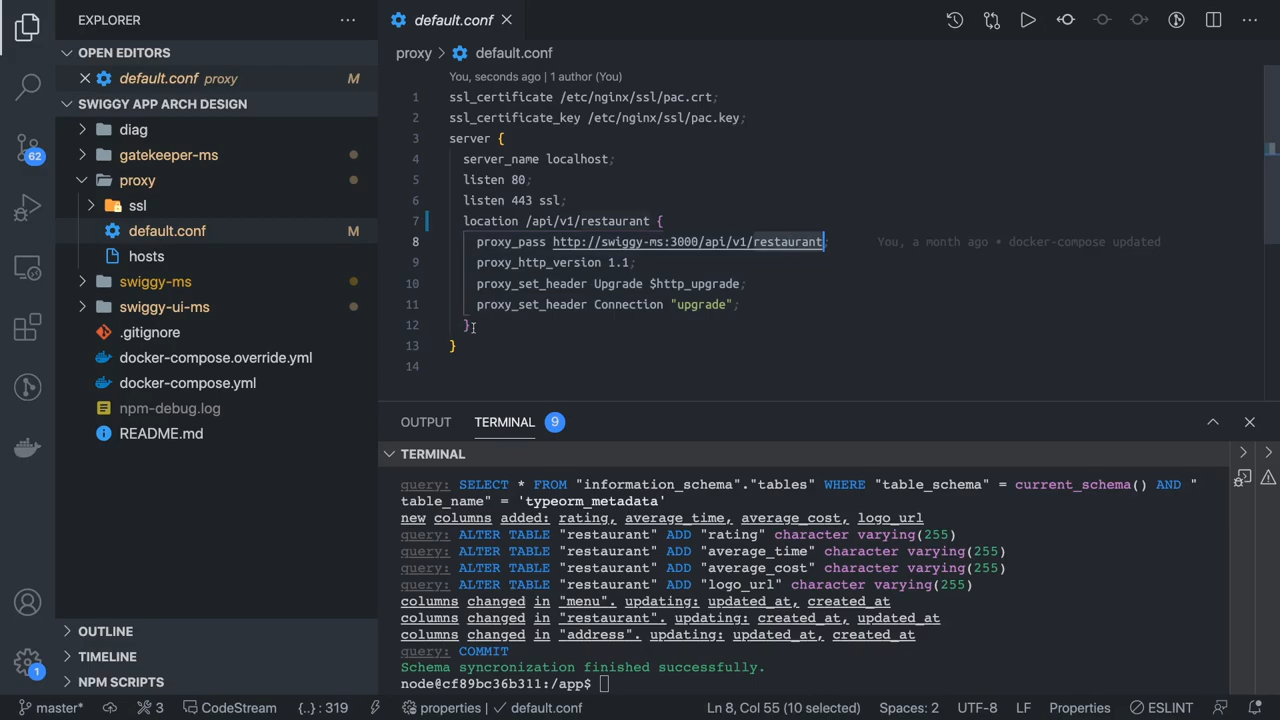 EXPLORER
OPEN EDITORS
default.conf proxy M
SWIGGY APP ARCH DESIGN
diag
gatekeeper-ms
proxy
ssl
default.conf M
hosts
swiggy-ms
swiggy-ui-ms
.gitignore
docker-compose.override.yml
docker-compose.yml
npm-debug.log
README.md
OUTLINE
TIMELINE
NPM SCRIPTS
62
1
default.conf
proxy > default.conf
You, seconds ago | 1 author (You)
1 ssl_certificate /etc/nginx/ssl/pac.crt;
2 ssl_certificate_key /etc/nginx/ssl/pac.key;
3 server {
4 server_name localhost;
5 listen 80;
6 listen 443 ssl;
7 location /api/v1/restaurant {
8 proxy_pass http://swiggy-ms:3000/api/v1/restaurant; You, a month ago • docker-compose updated
9 proxy_http_version 1.1;
10 proxy_set_header Upgrade $http_upgrade;
11 proxy_set_header Connection "upgrade";
12 }
13 }
14
OUTPUT TERMINAL 9
TERMINAL
query: SELECT * FROM "information_schema"."tables" WHERE "table_schema" = current_schema() AND "
table_name" = 'typeorm_metadata'
new columns added: rating, average_time, average_cost, logo_url
query: ALTER TABLE "restaurant" ADD "rating" character varying(255)
query: ALTER TABLE "restaurant" ADD "average_time" character varying(255)
query: ALTER TABLE "restaurant" ADD "average_cost" character varying(255)
query: ALTER TABLE "restaurant" ADD "logo_url" character varying(255)
columns changed in "menu". updating: updated_at, created_at
columns changed in "restaurant". updating: created_at, updated_at
columns changed in "address". updating: updated_at, created_at
query: COMMIT
Schema syncronization finished successfully.
node@cf89bc36b311:/app$
master* 3 CodeStream {..} : 319 properties | default.conf Ln 8, Col 55 (10 selected) Spaces: 2 UTF-8 LF Properties ESLINT